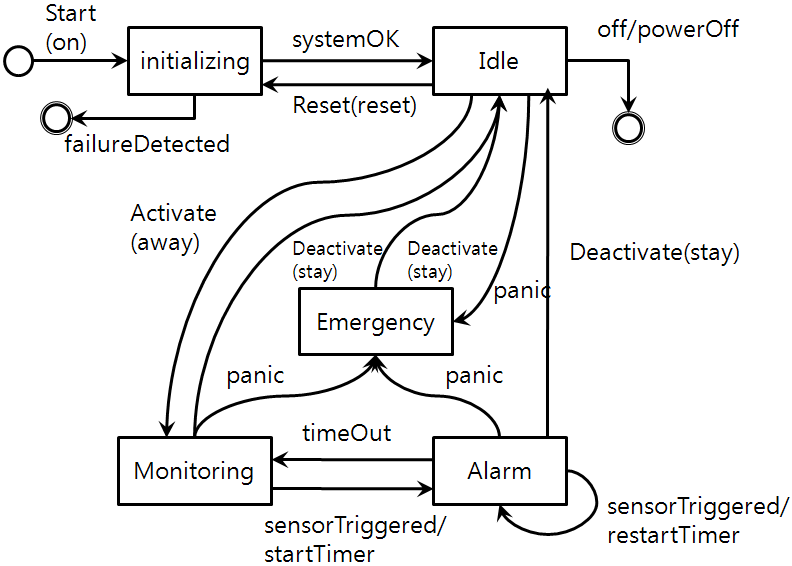 Start
(on)
initializing
systemOK
Idle
off/powerOff
Reset(reset)
failureDetected
Activate
(away)
Deactivate
(stay)
Deactivate
(stay)
Deactivate(stay)
panic
Emergency
panic
panic
timeOut
Monitoring
Alarm
sensorTriggered/
startTimer
sensorTriggered/
restartTimer